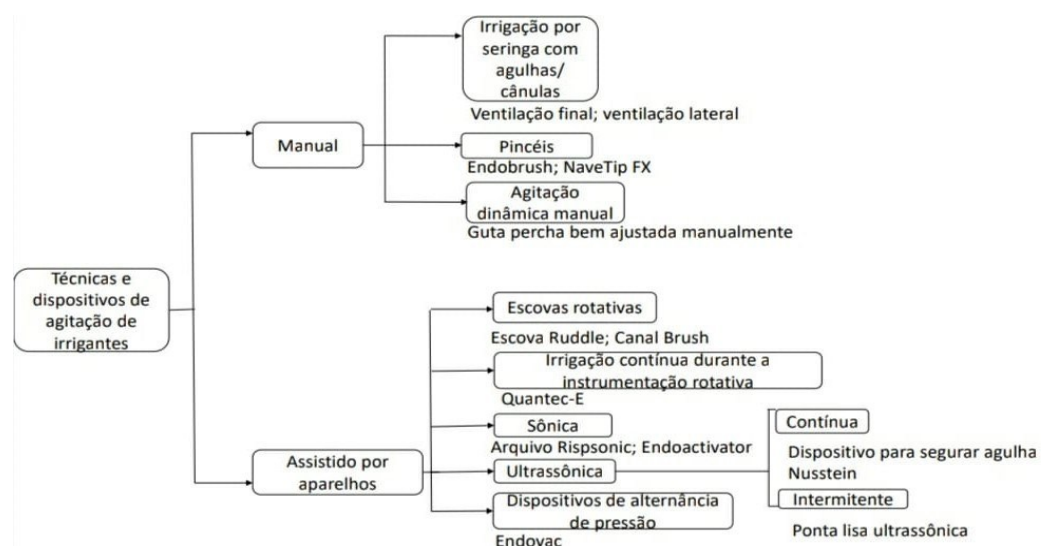 Irrigação por
seringa com
agulhas/
cânulas
Ventilação final; ventilação lateral
Manual
Pincéis
Endobrush; NaveTip FX
Agitação
dinâmica manual
Guta percha bem ajustada manualmente
Técnicas e
dispositivos de
agitação de
irrigantes
Escovas rotativas
Escova Ruddle; Canal Brush
Irrigação contínua durante a
instrumentação rotativa
Quantec-E
Sônica
Arquivo Rispsonic; Endoactivator
Assistido por
aparelhos
Ultrassônica
Contínua
Dispositivo para segurar agulha
Nusstein
Intermitente
Ponta lisa ultrassônica
Dispositivos de alternância
de pressão
Endovac